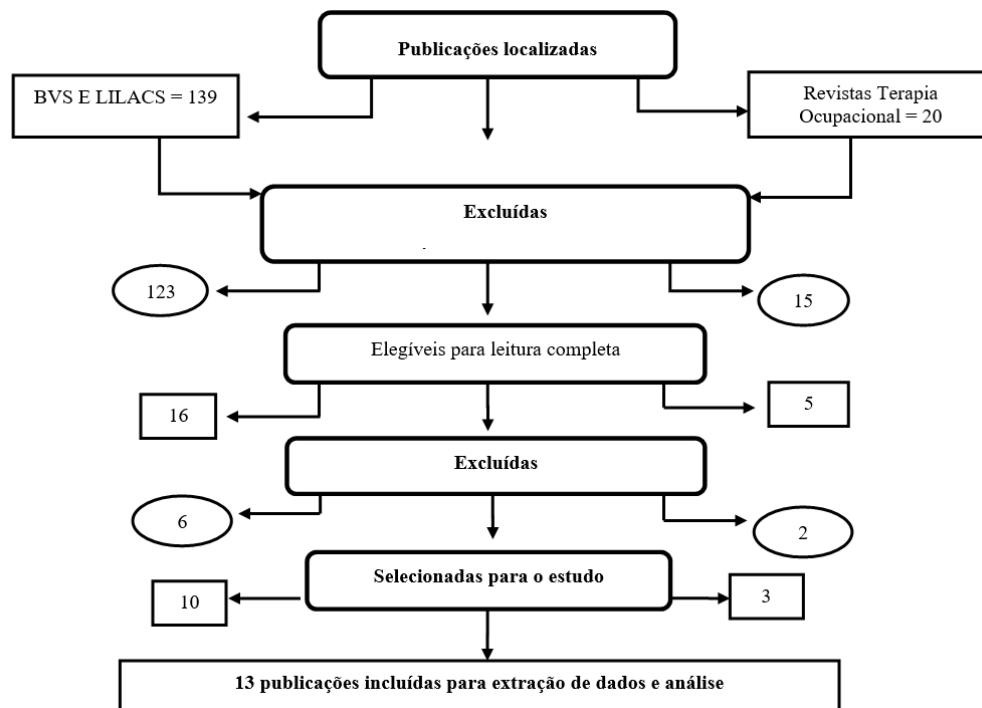 Publicações localizadas
BVS E LILACS = 139
Revistas Terapia
Ocupacional = 20
Excluídas
123
15
Elegíveis para leitura completa
16
5
Excluídas
6
2
Selecionadas para o estudo
10
3
13 publicações incluídas para extração de dados e análise